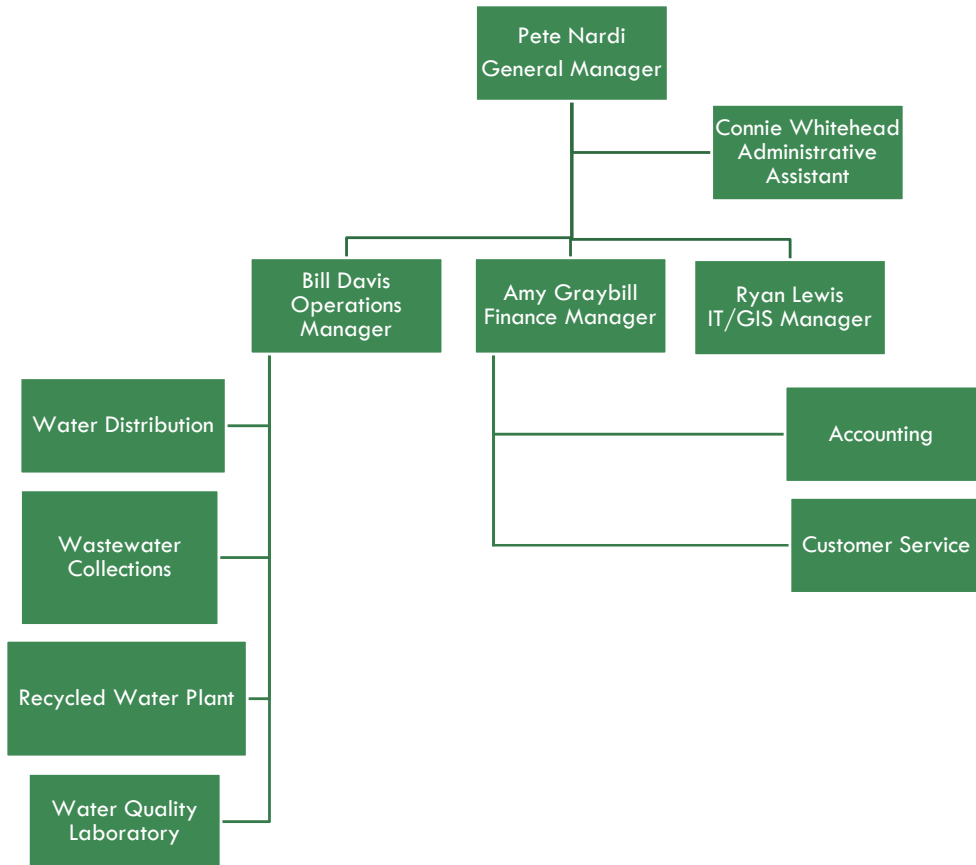 Pete Nardi
General Manager
Connie Whitehead
Administrative
Assistant
Bill Davis
Operations
Manager
Amy Graybill
Finance Manager
Ryan Lewis
IT/GIS Manager
Water Distribution
Accounting
Wastewater
Collections
Customer Service
Recycled Water Plant
Water Quality
Laboratory